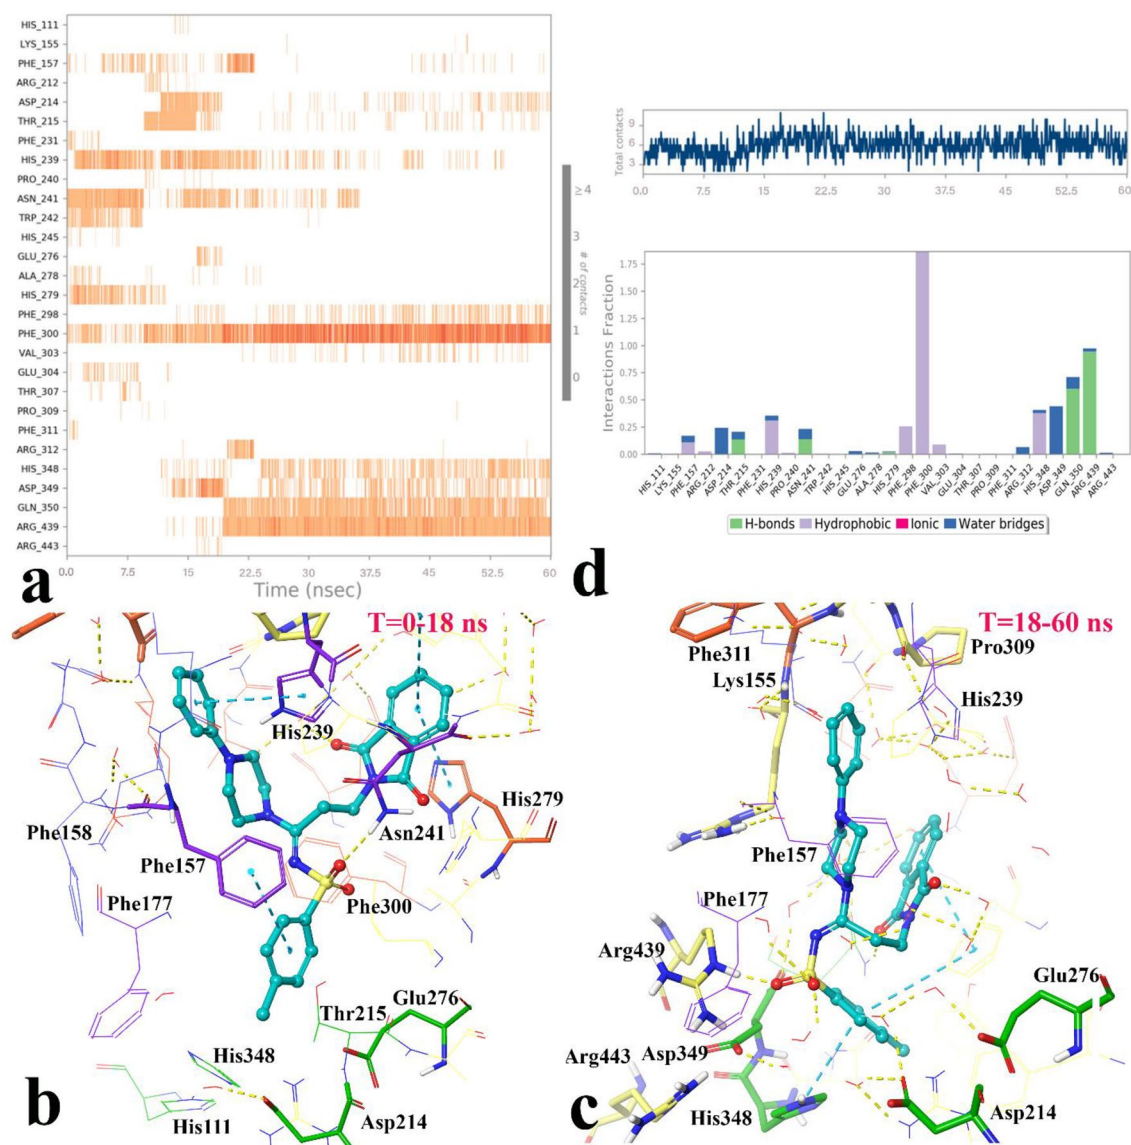 HIS_111
LYS_155
PHE_157
ARG_212
ASP_214
THR_215
PHE_231
HIS_239
PRO_240
ASN_241
TRP_242
HIS_245
GLU_276
ALA_278
HIS_279
PHE_298
PHE_300
VAL_303
GLU_304
THR_307
PRO_309
PHE_311
ARG_312
HIS_348
ASP_349
GLN_350
ARG_439
ARG_443
0.0 7.5 15 22.5 30 37.5 45 52.5 60
Time (nsec)
≥4
3
2
1
0
# of contacts
a
Total contacts
9
6
3
0.0 7.5 15 22.5 30 37.5 45 52.5 60
Interactions Fraction
1.75
1.50
1.25
1.00
0.75
0.50
0.25
0.00
HIS_111 LYS_155 PHE_157 ARG_212 ASP_214 THR_215 PHE_231 HIS_239 PRO_240 ASN_241 TRP_242 HIS_245 GLU_276 ALA_278 HIS_279 PHE_298 PHE_300 VAL_303 GLU_304 THR_307 PRO_309 PHE_311 ARG_312 HIS_348 ASP_349 GLN_350 ARG_439 ARG_443
H-bonds Hydrophobic Ionic Water bridges
d
T=0-18 ns
His239
His279
Asn241
Phe158
Phe157
Phe177
Phe300
Glu276
Thr215
His348
His111
Asp214
b
T=18-60 ns
Phe311
Pro309
Lys155
His239
Phe157
Phe177
Arg439
Glu276
Arg443
Asp349
His348
Asp214
c